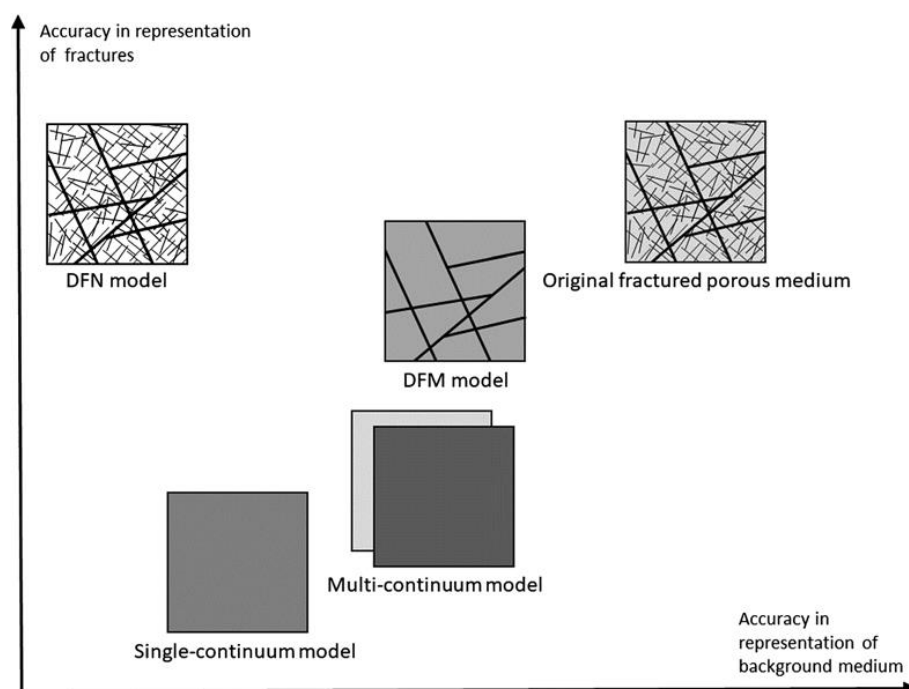 Accuracy in representation
of fractures
DFN model
Original fractured porous medium
DFM model
Multi-continuum model
Single-continuum model
Accuracy in
representation of
background medium